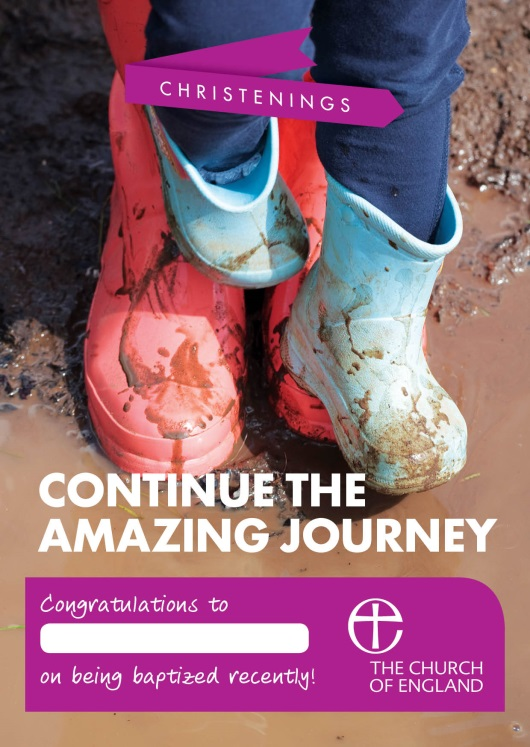 CHRISTENINGS
CONTINUE THE
AMAZING JOURNEY
Congratulations to
on being baptized recently!
THE CHURCH
OF ENGLAND